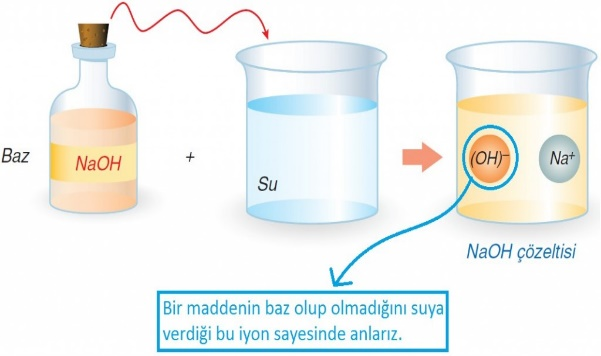 Baz
NaOH
+
Su
(OH)⁻
Na⁺
NaOH çözeltisi
Bir maddenin baz olup olmadığını suya
verdiği bu iyon sayesinde anlarız.